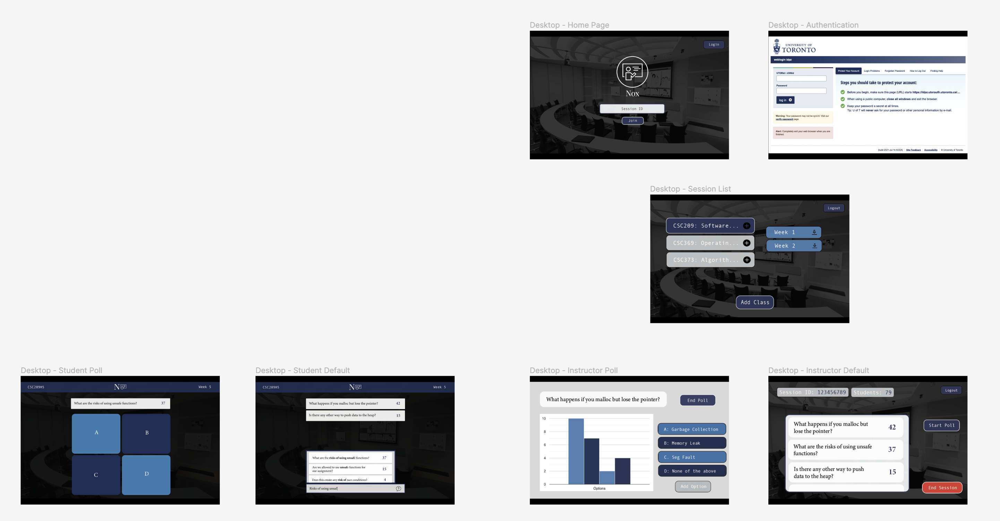 Desktop - Home Page
Login
Nox
Session ID
Join
Desktop - Authentication
UNIVERSITY OF
TORONTO
weblogin idpz
UTORid / JOINid
Password
log in
Warning: Your password may not be sync'd. Visit our
verify password page.
Alert: Completely exit your web browser when you are
finished.
Protect Your Account Login Problems Forgotten Password How to Log Out Finding Help
Steps you should take to protect your account:
Before you begin, make sure this page (URL) starts https://idpz.utorauth.utoronto.ca/....
When using a public computer, close all windows and exit the browser.
Keep your password a secret at all times.
Tip: U of T will never ask for your password or other personal information by e-mail.
[build 2021-Jul-14 AODA] Site Feedback Accessibility © University of Toronto
Desktop - Session List
Logout
CSC209: Software...
CSC369: Operatin...
CSC373: Algorith...
Week 1
Week 2
Add Class
Desktop - Student Poll
CSC209H5 N Week 5
What are the risks of using unsafe functions? 37
A
B
C
D
Desktop - Student Default
CSC209H5 N Week 5
What happens if you malloc but lose the pointer? 42
Is there any other way to push data to the heap? 15
What are the risks of using unsafe functions? 37
Are we allowed to use unsafe functions for
our assignment? 15
Does this create any risk of race conditions? 4
Risks of using unsaf
?
Desktop - Instructor Poll
What happens if you malloc but lose the pointer?
End Poll
10
8
6
4
2
0
Options
A: Garbage Collection
B: Memory Leak
C. Seg Fault
D: None of the above
Add Option
Desktop - Instructor Default
Session ID: 123456789
Students: 79
Logout
What happens if you malloc but
lose the pointer? 42
What are the risks of using unsafe
functions? 37
Is there any other way to push
data to the heap? 15
Start Poll
End Session